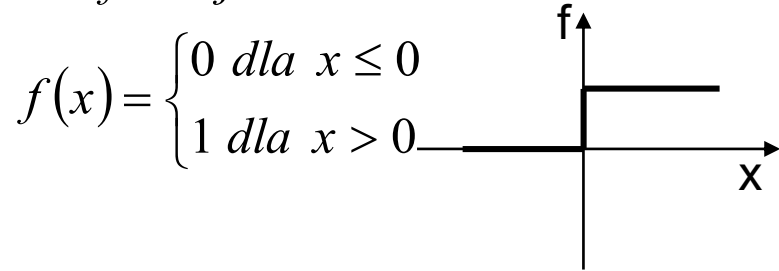 f(x) = { 0 dla x ≤ 0
1 dla x > 0
f
x